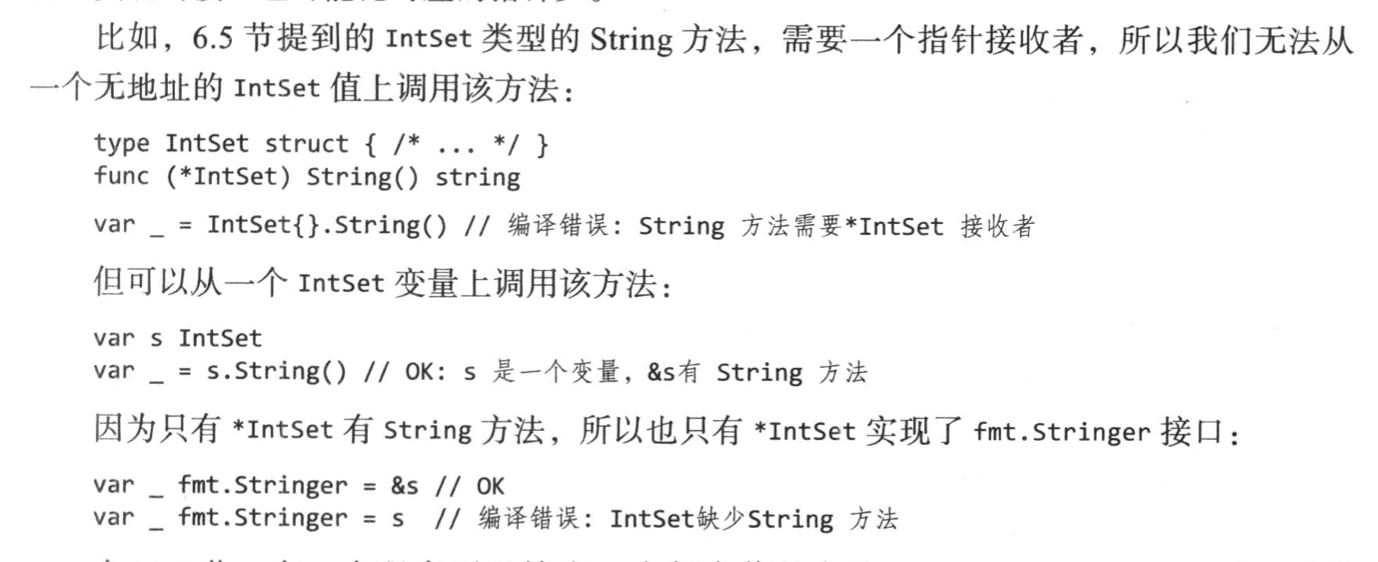 比如，6.5 节提到的 IntSet 类型的 String 方法，需要一个指针接收者，所以我们无法从
一个无地址的 IntSet 值上调用该方法：
type IntSet struct { /* ... */ }
func (*IntSet) String() string
var _ = IntSet{}.String() // 编译错误: String 方法需要*IntSet 接收者
但可以从一个 IntSet 变量上调用该方法：
var s IntSet
var _ = s.String() // OK: s 是一个变量, &s有 String 方法
因为只有 *IntSet 有 String 方法，所以也只有 *IntSet 实现了 fmt.Stringer 接口：
var _ fmt.Stringer = &s // OK
var _ fmt.Stringer = s // 编译错误: IntSet缺少String 方法